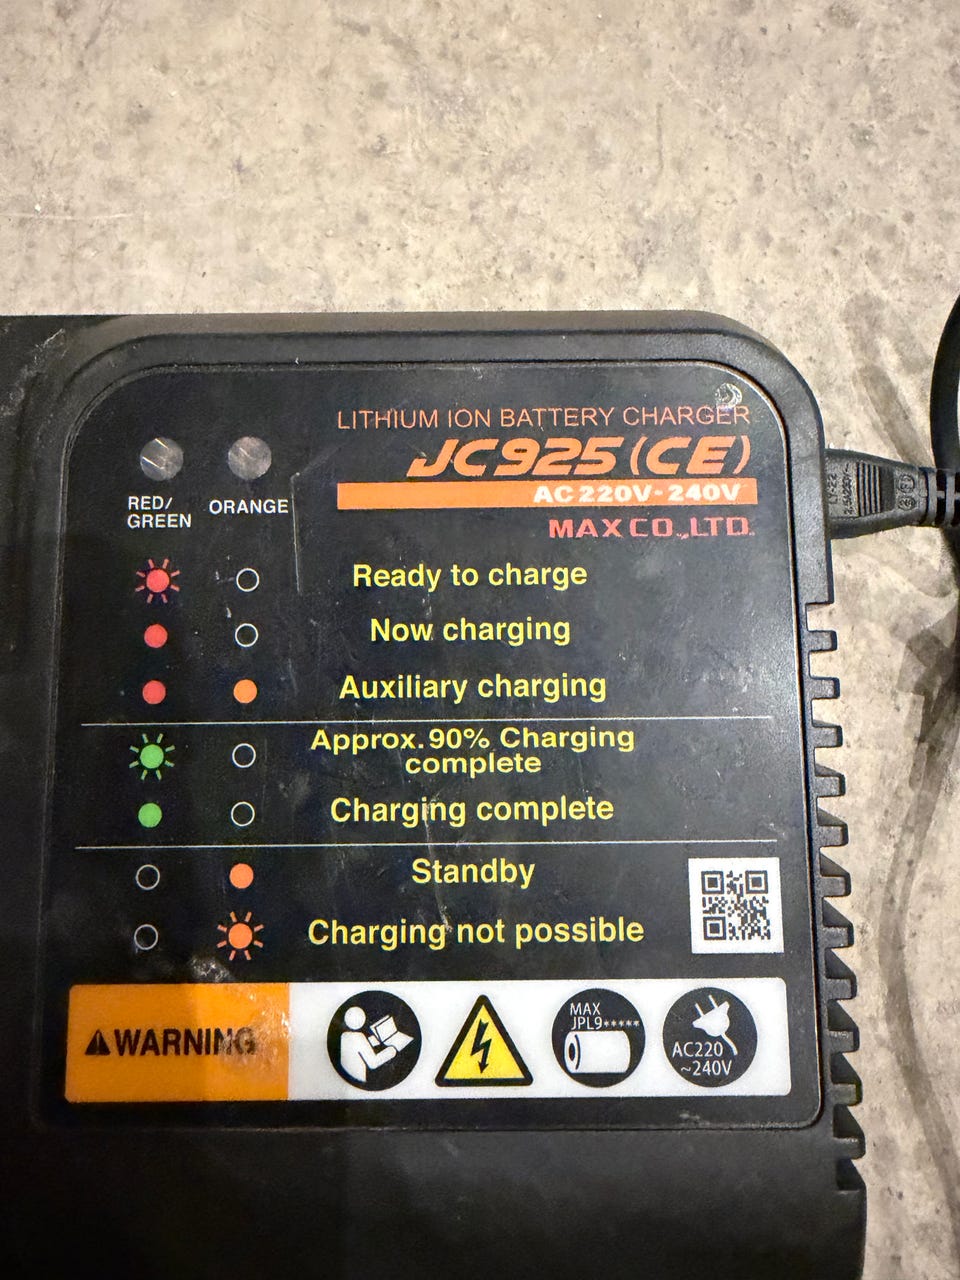 LITHIUM ION BATTERY CHARGER
JC925(CE)
AC 220V-240V
MAX CO.,LTD.
RED/
GREEN
ORANGE
Ready to charge
Now charging
Auxiliary charging
Approx. 90% Charging
complete
Charging complete
Standby
Charging not possible
WARNING
MAX
JPL9*****
AC220
~240V